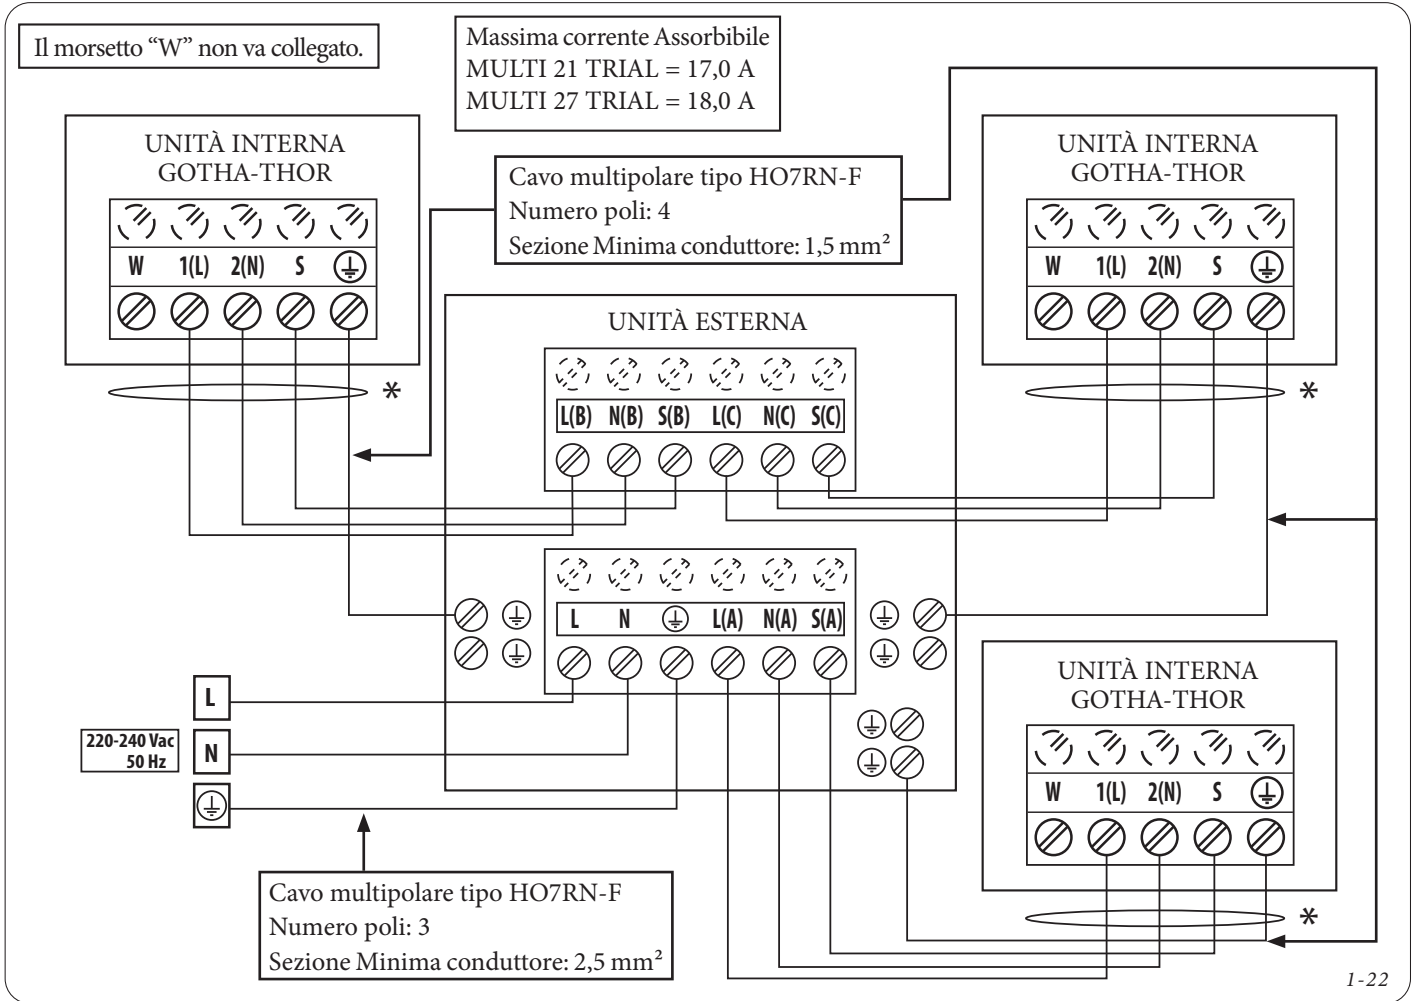 Il morsetto “W” non va collegato.
Massima corrente Assorbibile
MULTI 21 TRIAL = 17,0 A
MULTI 27 TRIAL = 18,0 A
UNITÀ INTERNA
GOTHA-THOR
W 1(L) 2(N) S
*
Cavo multipolare tipo HO7RN-F
Numero poli: 4
Sezione Minima conduttore: 1,5 mm²
UNITÀ INTERNA
GOTHA-THOR
W 1(L) 2(N) S
*
UNITÀ ESTERNA
L(B) N(B) S(B) L(C) N(C) S(C)
L N L(A) N(A) S(A)
L
220-240 Vac
50 Hz
N
UNITÀ INTERNA
GOTHA-THOR
W 1(L) 2(N) S
*
Cavo multipolare tipo HO7RN-F
Numero poli: 3
Sezione Minima conduttore: 2,5 mm²
1-22